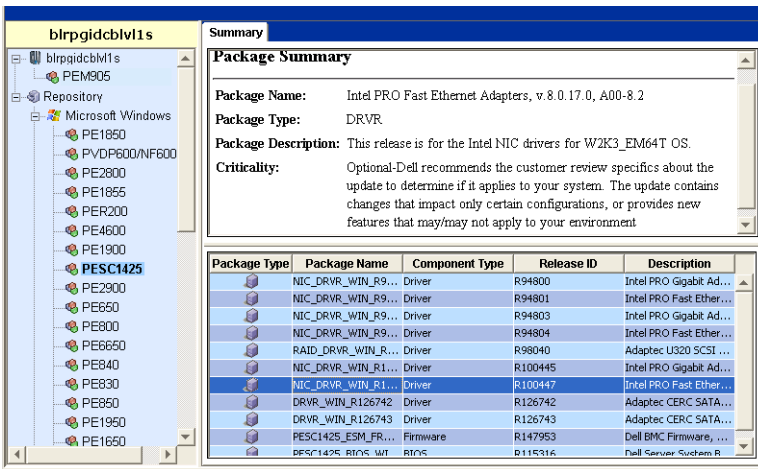 blrpgidcblvl1s
blrpgidcblvl1s
PEM905
Repository
Microsoft Windows
PE1850
PVDP600/NF600
PE2800
PE1855
PER200
PE4600
PE1900
PESC1425
PE2900
PE650
PE800
PE6650
PE840
PE830
PE850
PE1950
PE1650
Summary
Package Summary
Package Name: Intel PRO Fast Ethernet Adapters, v.8.0.17.0, A00-8.2
Package Type: DRVR
Package Description: This release is for the Intel NIC drivers for W2K3_EM64T OS.
Criticality: Optional-Dell recommends the customer review specifics about the
update to determine if it applies to your system. The update contains
changes that impact only certain configurations, or provides new
features that may/may not apply to your environment
Package Type Package Name Component Type Release ID Description
NIC_DRVR_WIN_R9... Driver R94800 Intel PRO Gigabit Ad...
NIC_DRVR_WIN_R9... Driver R94801 Intel PRO Fast Ether...
NIC_DRVR_WIN_R9... Driver R94803 Intel PRO Gigabit Ad...
NIC_DRVR_WIN_R9... Driver R94804 Intel PRO Fast Ether...
RAID_DRVR_WIN_R... Driver R98040 Adaptec U320 SCSI ...
NIC_DRVR_WIN_R1... Driver R100445 Intel PRO Gigabit Ad...
NIC_DRVR_WIN_R1... Driver R100447 Intel PRO Fast Ether...
DRVR_WIN_R126742 Driver R126742 Adaptec CERC SATA...
DRVR_WIN_R126743 Driver R126743 Adaptec CERC SATA...
PESC1425_ESM_FR... Firmware R147953 Dell BMC Firmware, ...
PESC1425_BIOS_WI... BIOS R115316 Dell Server System B...